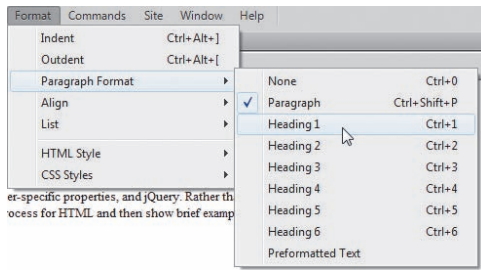 Format Commands Site Window Help
Indent Ctrl+Alt+]
Outdent Ctrl+Alt+[
Paragraph Format
Align
List
HTML Style
CSS Styles
None Ctrl+0
Paragraph Ctrl+Shift+P
Heading 1 Ctrl+1
Heading 2 Ctrl+2
Heading 3 Ctrl+3
Heading 4 Ctrl+4
Heading 5 Ctrl+5
Heading 6 Ctrl+6
Preformatted Text
er-specific properties, and jQuery. Rather th
ocess for HTML and then show brief examp